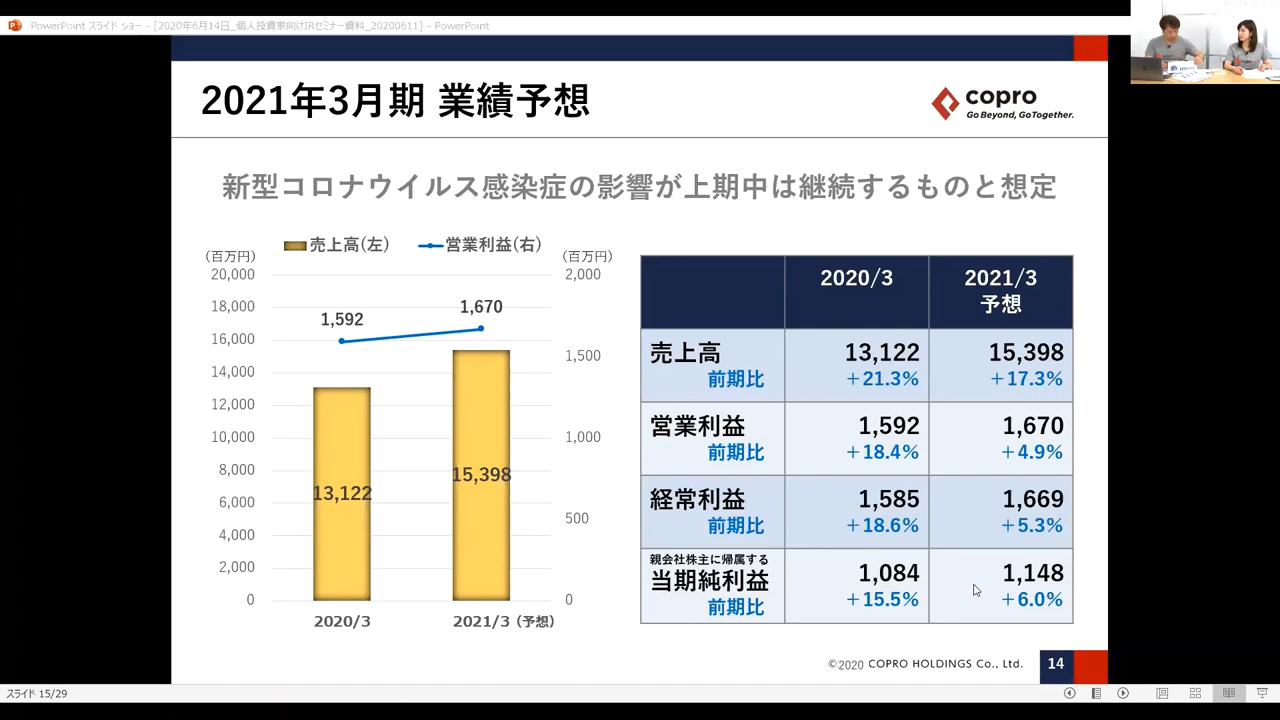 PowerPoint スライド ショー - [2020年6月14日_個人投資家向けIRセミナー資料_20200611] - PowerPoint
2021年3月期 業績予想
copro
Go Beyond, Go Together.
新型コロナウイルス感染症の影響が上期中は継続するものと想定
売上高(左)
営業利益(右)
(百万円)
(百万円)
20,000
18,000
16,000
14,000
12,000
10,000
8,000
6,000
4,000
2,000
0
2,000
1,500
1,000
500
0
1,592
1,670
13,122
15,398
2020/3
2021/3（予想）
2020/3
2021/3
予想
売上高
13,122
15,398
前期比
＋21.3%
＋17.3%
営業利益
1,592
1,670
前期比
＋18.4%
＋4.9%
経常利益
1,585
1,669
前期比
＋18.6%
＋5.3%
親会社株主に帰属する
当期純利益
1,084
1,148
前期比
＋15.5%
＋6.0%
©2020 COPRO HOLDINGS Co., Ltd.
14
スライド 15/29